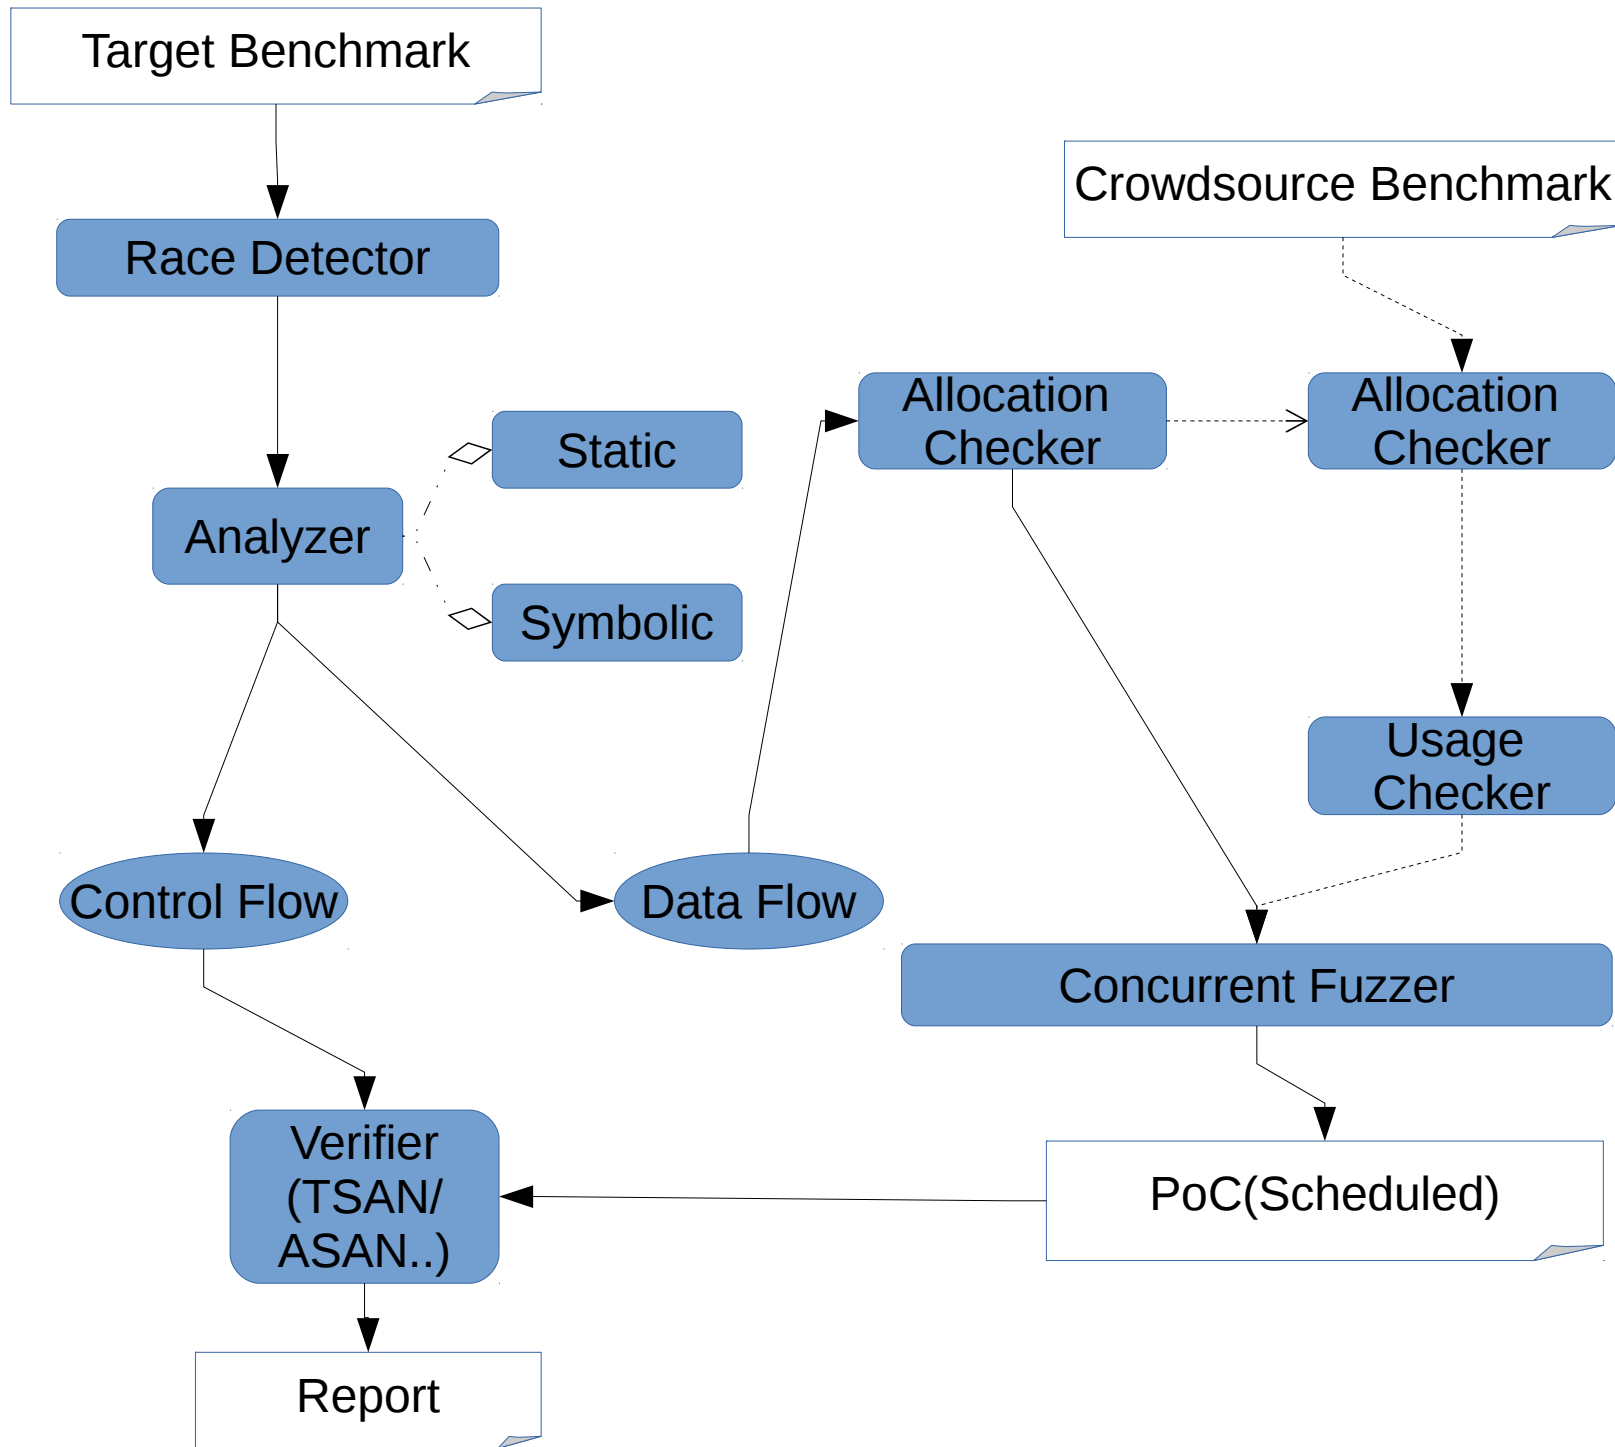 Target Benchmark
Crowdsource Benchmark
Race Detector
Allocation
Checker
Allocation
Checker
Static
Analyzer
Symbolic
Usage
Checker
Control Flow
Data Flow
Concurrent Fuzzer
Verifier
(TSAN/
ASAN..)
PoC(Scheduled)
Report